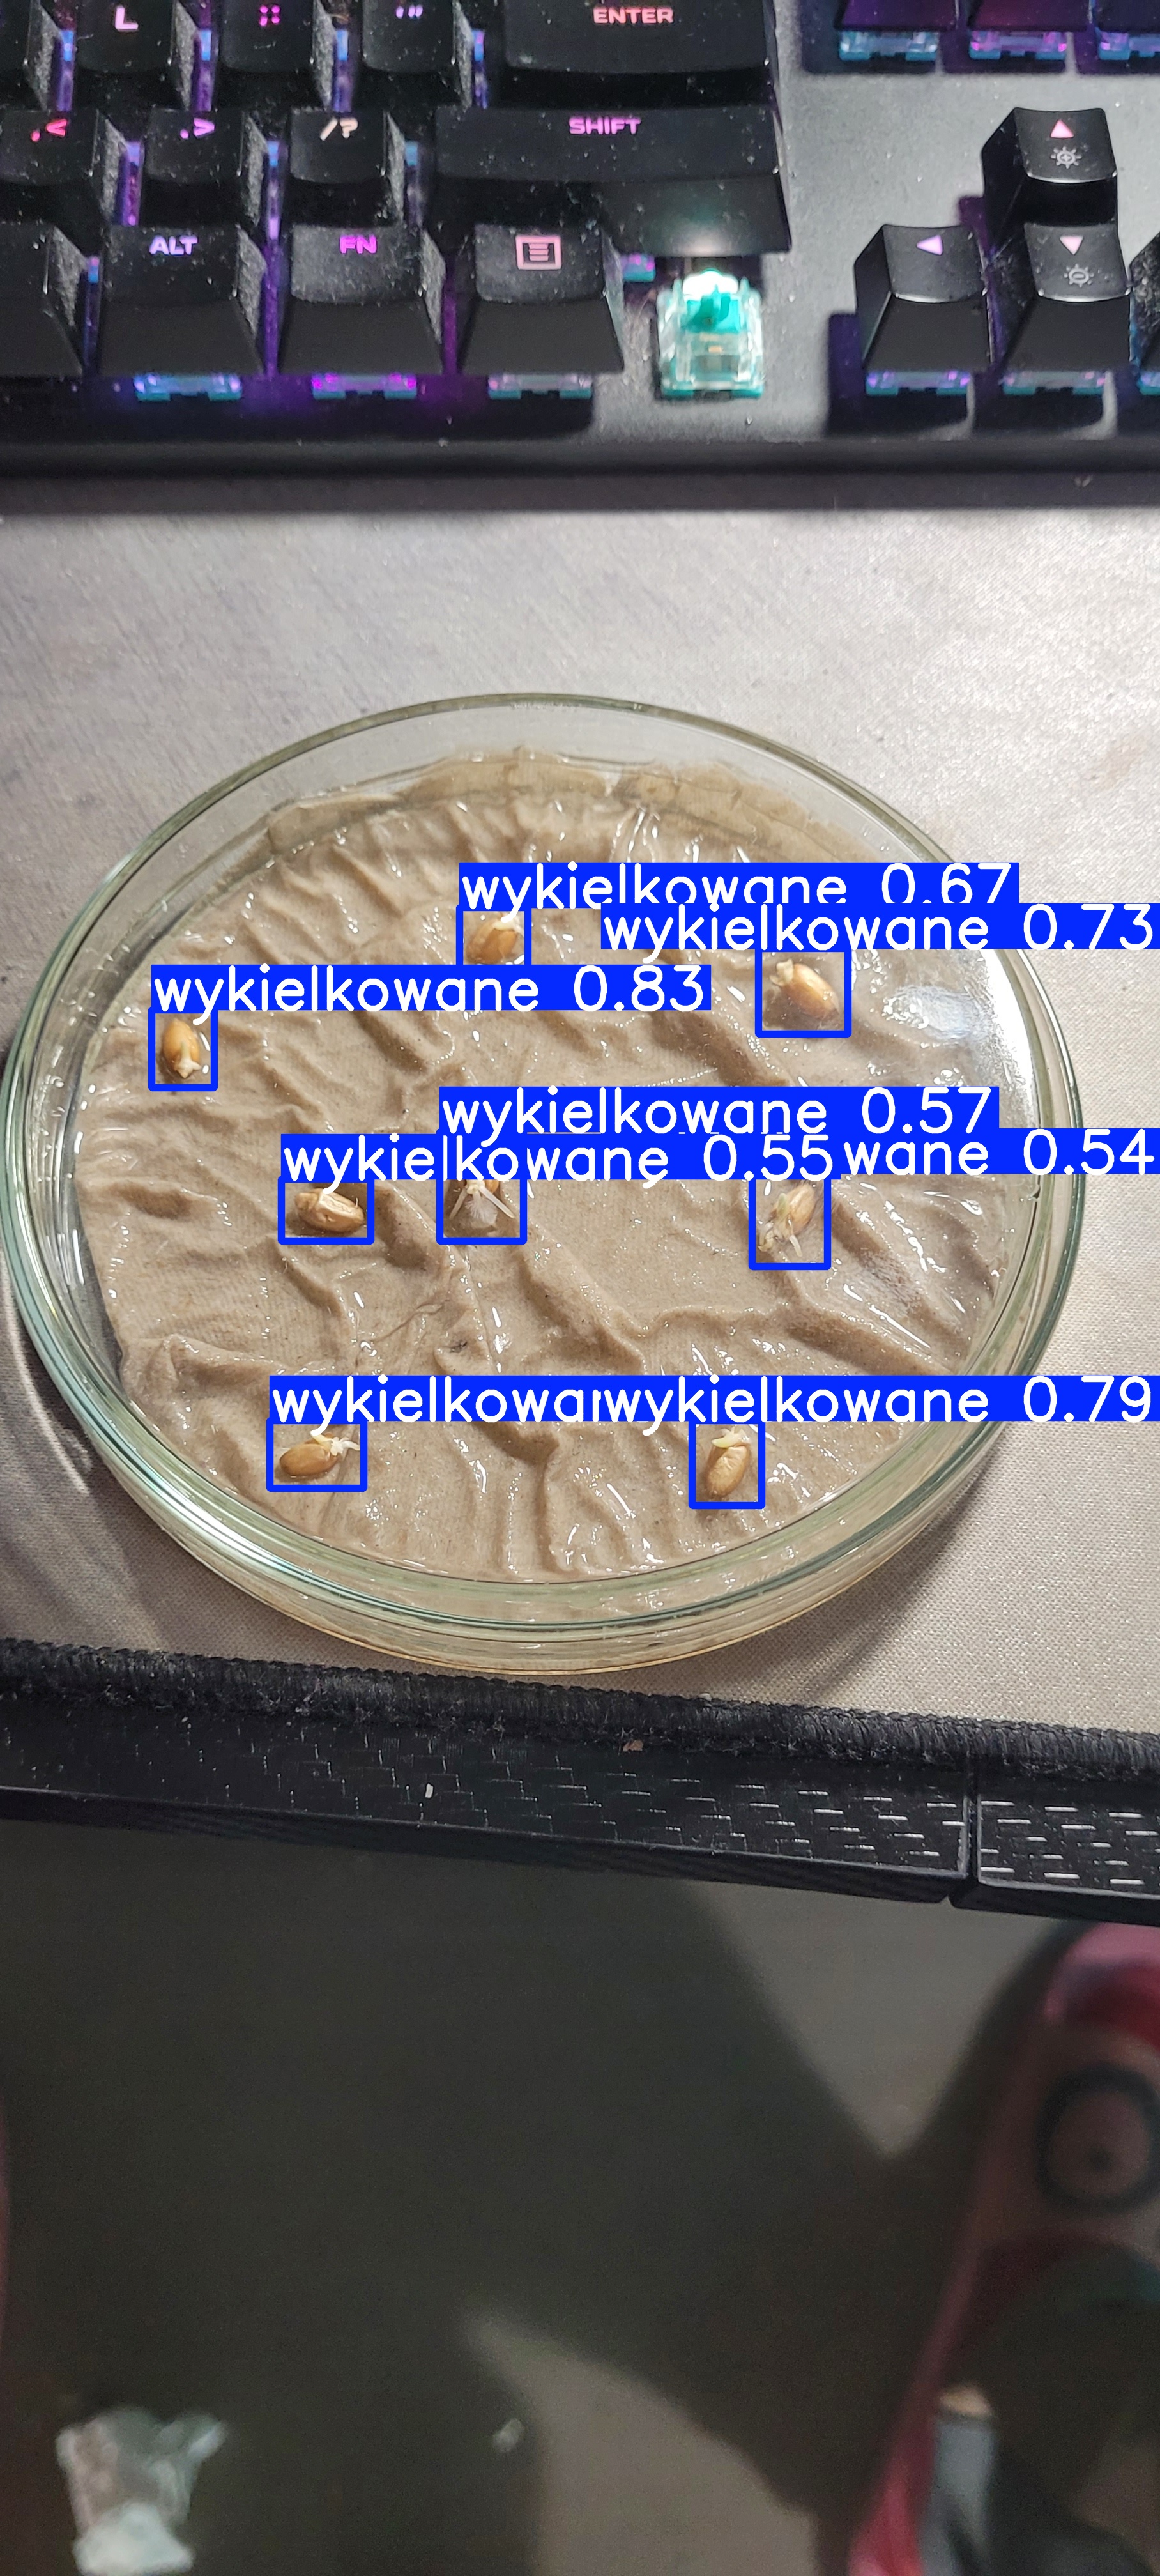 L : ; " ' ENTER
, < . > / ? SHIFT
ALT FN
wykielkowane 0.67
wykielkowane 0.73
wykielkowane 0.83
wykielkowane 0.57
wykielkowane 0.55 wane 0.54
wykielkowar wykielkowane 0.79